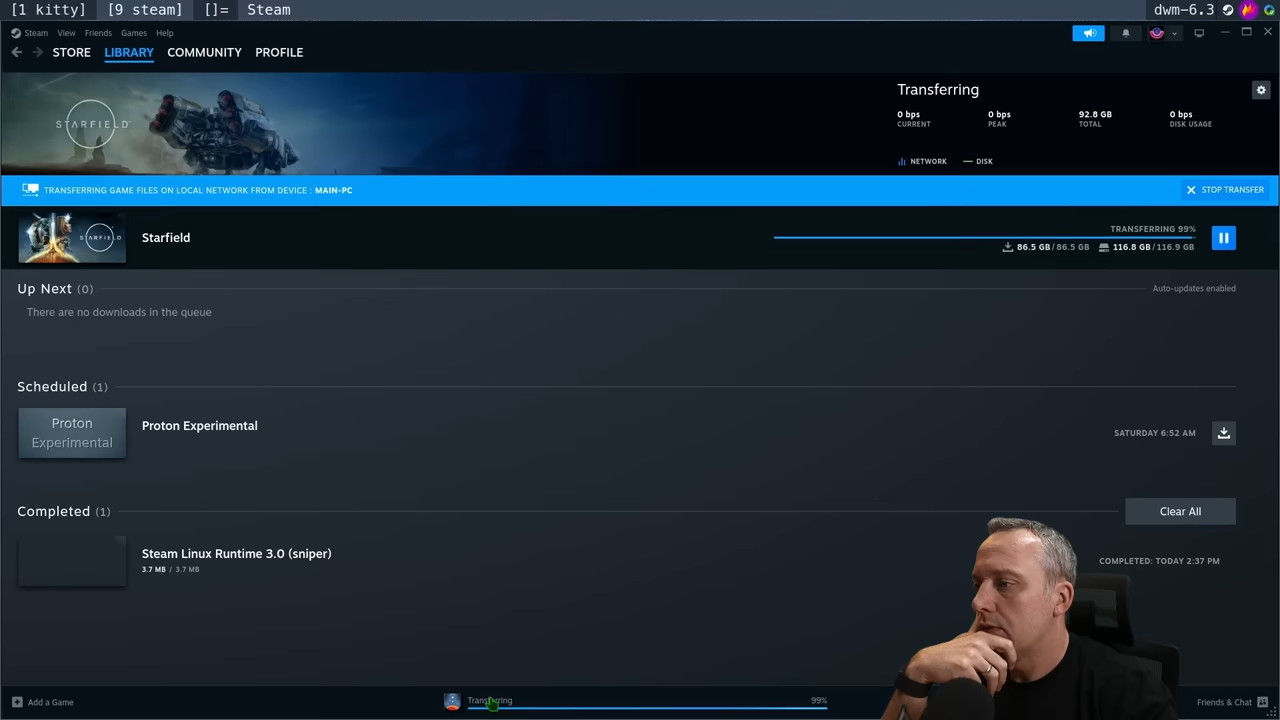 [1 kitty] [9 steam] []= Steam dwm-6.3
Steam View Friends Games Help
STORE LIBRARY COMMUNITY PROFILE
STARFIELD
Transferring
0 bps 0 bps 92.8 GB 0 bps
CURRENT PEAK TOTAL DISK USAGE
NETWORK DISK
TRANSFERRING GAME FILES ON LOCAL NETWORK FROM DEVICE : MAIN-PC
STOP TRANSFER
STARFIELD
Starfield
TRANSFERRING 99%
86.5 GB / 86.5 GB 116.8 GB / 116.9 GB
Up Next (0)
Auto-updates enabled
There are no downloads in the queue
Scheduled (1)
Proton
Experimental
Proton Experimental
SATURDAY 6:52 AM
Completed (1)
Clear All
Steam Linux Runtime 3.0 (sniper)
3.7 MB / 3.7 MB
COMPLETED: TODAY 2:37 PM
Add a Game
Transferring 99%
Friends & Chat